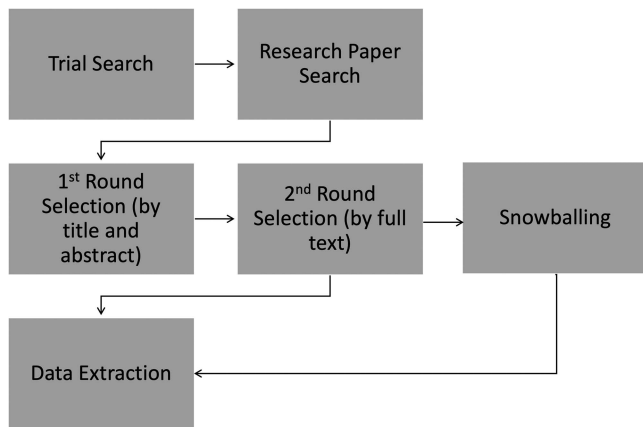 Trial Search
Research Paper
Search
1st Round
Selection (by
title and
abstract)
2nd Round
Selection (by full
text)
Snowballing
Data Extraction